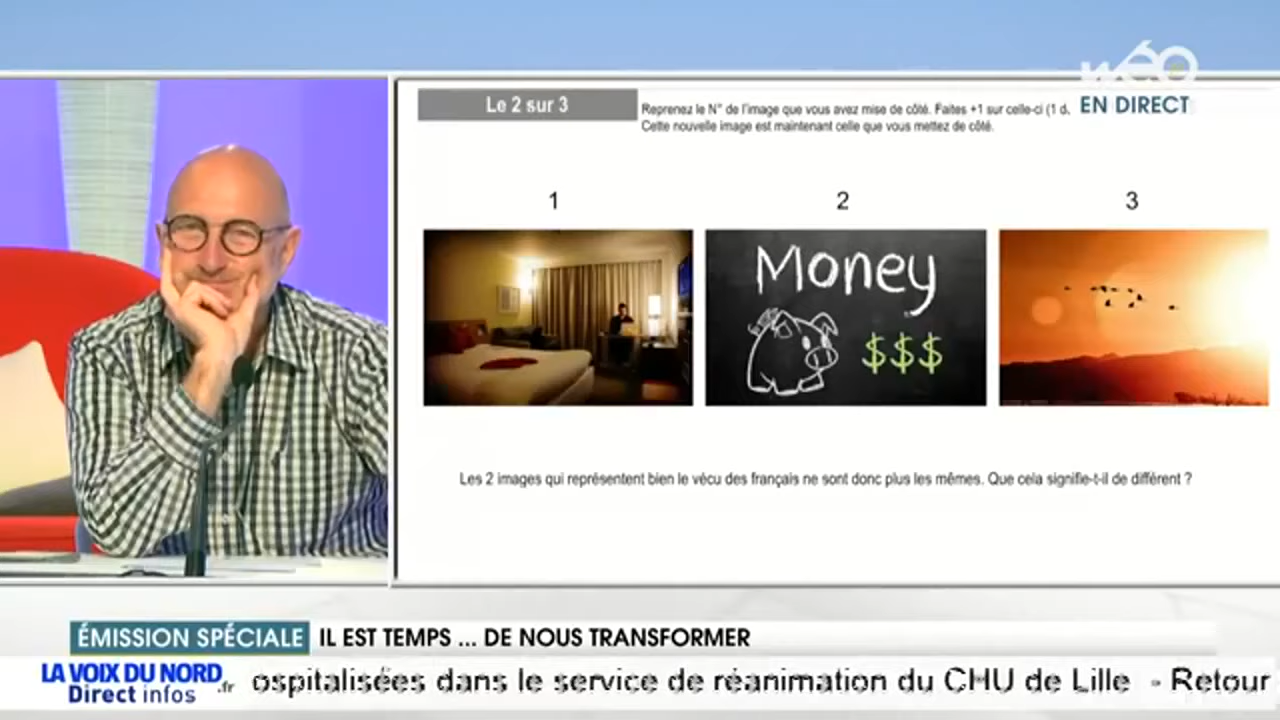 wéo
EN DIRECT
Le 2 sur 3
Reprenez le N° de l'image que vous avez mise de côté. Faites +1 sur celle-ci (1 d
Cette nouvelle image est maintenant celle que vous mettez de côté.
1
2
3
Money
$$$
Les 2 images qui représentent bien le vécu des français ne sont donc plus les mêmes. Que cela signifie-t-il de différent ?
ÉMISSION SPÉCIALE IL EST TEMPS ... DE NOUS TRANSFORMER
LA VOIX DU NORD.fr
Direct infos
ospitalisées dans le service de réanimation du CHU de Lille - Retour